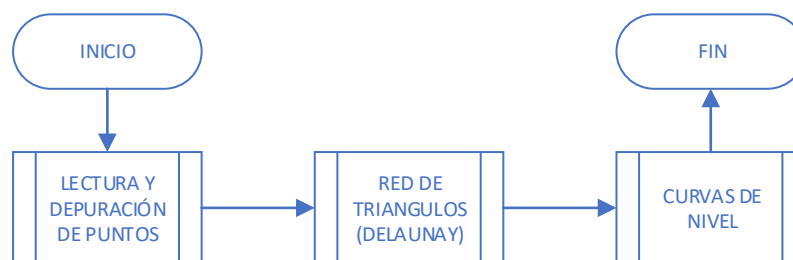 INICIO
FIN
LECTURA Y
DEPURACIÓN
DE PUNTOS
RED DE
TRIANGULOS
(DELAUNAY)
CURVAS DE
NIVEL